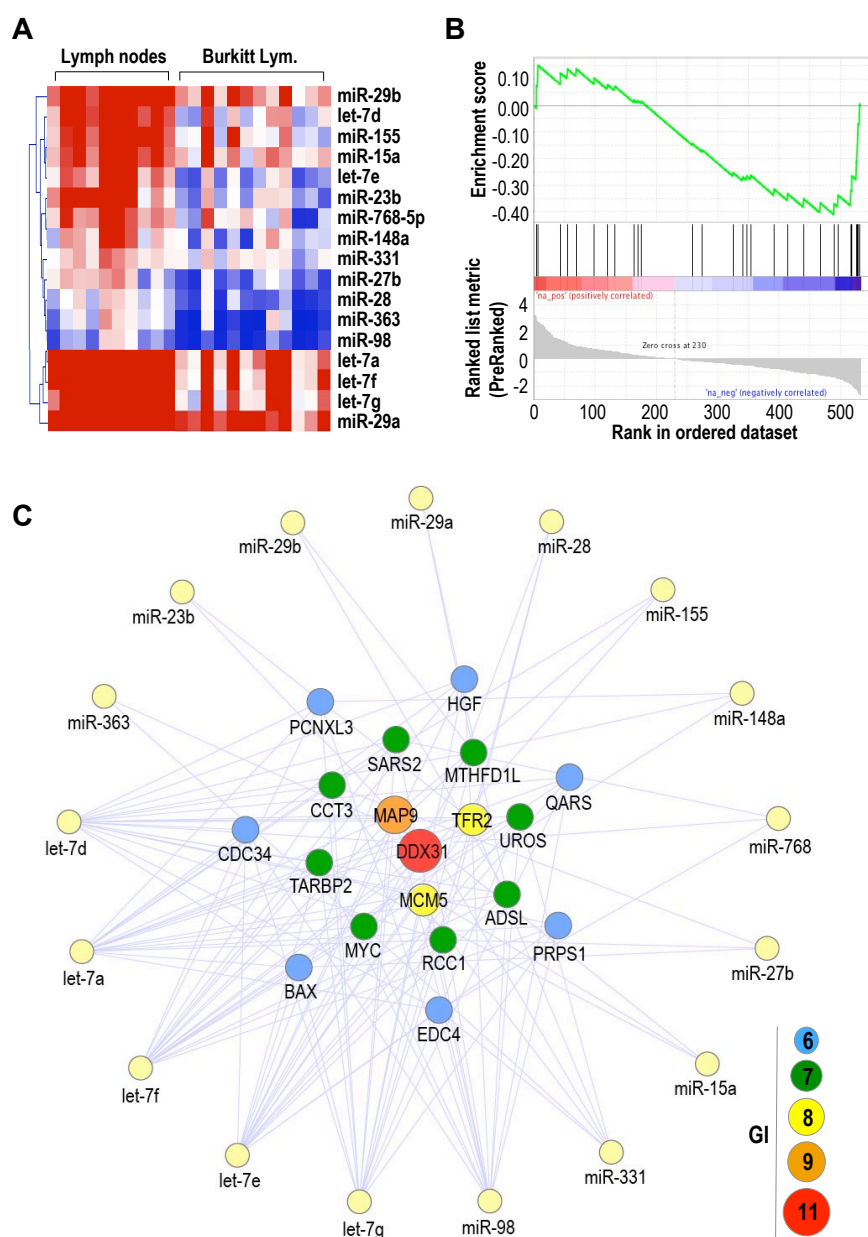 A
Lymph nodes
Burkitt Lym.
miR-29b
let-7d
miR-155
miR-15a
let-7e
miR-23b
miR-768-5p
miR-148a
miR-331
miR-27b
miR-28
miR-363
miR-98
let-7a
let-7f
let-7g
miR-29a
B
Enrichment score
0.10
0.00
-0.10
-0.20
-0.30
-0.40
'na_pos' (positively correlated)
Ranked list metric
(PreRanked)
4
2
0
-2
Zero cross at 230
'na_neg' (negatively correlated)
0
100
200
300
400
500
Rank in ordered dataset
C
miR-29a
miR-29b
miR-28
miR-23b
miR-155
miR-363
miR-148a
PCNXL3
HGF
SARS2
MTHFD1L
QARS
CCT3
MAP9
TFR2
UROS
let-7d
CDC34
DDX31
miR-768
TARBP2
MCM5
ADSL
MYC
RCC1
PRPS1
let-7a
BAX
miR-27b
EDC4
let-7f
miR-15a
let-7e
miR-331
let-7g
miR-98
GI
6
7
8
9
11